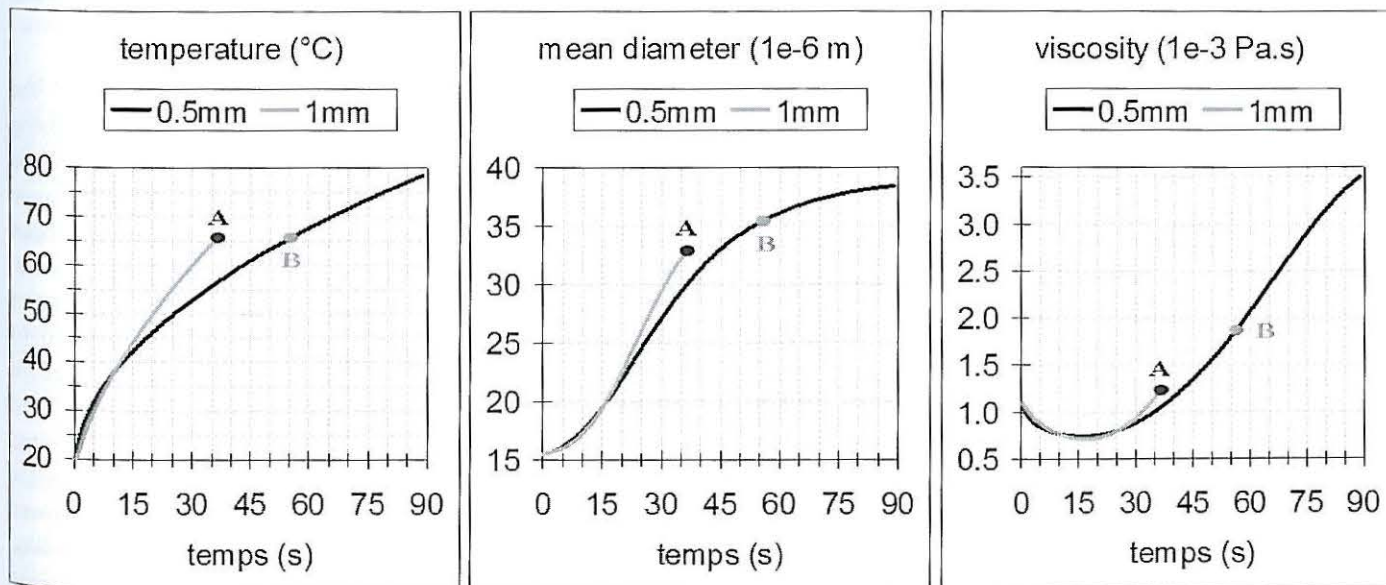 temperature (°C)
0.5mm 1mm
80
70
60
50
40
30
20
A
B
0 15 30 45 60 75 90
temps (s)
mean diameter (1e-6 m)
0.5mm 1mm
40
35
30
25
20
15
A
B
0 15 30 45 60 75 90
temps (s)
viscosity (1e-3 Pa.s)
0.5mm 1mm
3.5
3.0
2.5
2.0
1.5
1.0
0.5
B
A
0 15 30 45 60 75 90
temps (s)